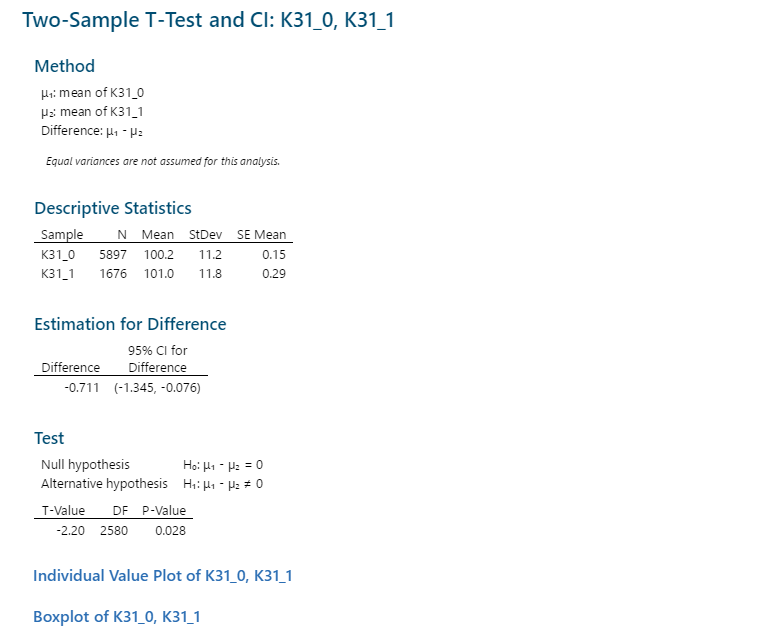 Two-Sample T-Test and CI: K31_0, K31_1
Method
μ₁: mean of K31_0
µ₂: mean of K31_1
Difference: μ₁ - µ₂
Equal variances are not assumed for this analysis.
Descriptive Statistics
Sample N Mean StDev SE Mean
K31_0 5897 100.2 11.2 0.15
K31_1 1676 101.0 11.8 0.29
Estimation for Difference
95% CI for
Difference Difference
-0.711 (-1.345, -0.076)
Test
Null hypothesis H₀: μ₁ - µ₂ = 0
Alternative hypothesis H₁: μ₁ - µ₂ ≠ 0
T-Value DF P-Value
-2.20 2580 0.028
Individual Value Plot of K31_0, K31_1
Boxplot of K31_0, K31_1